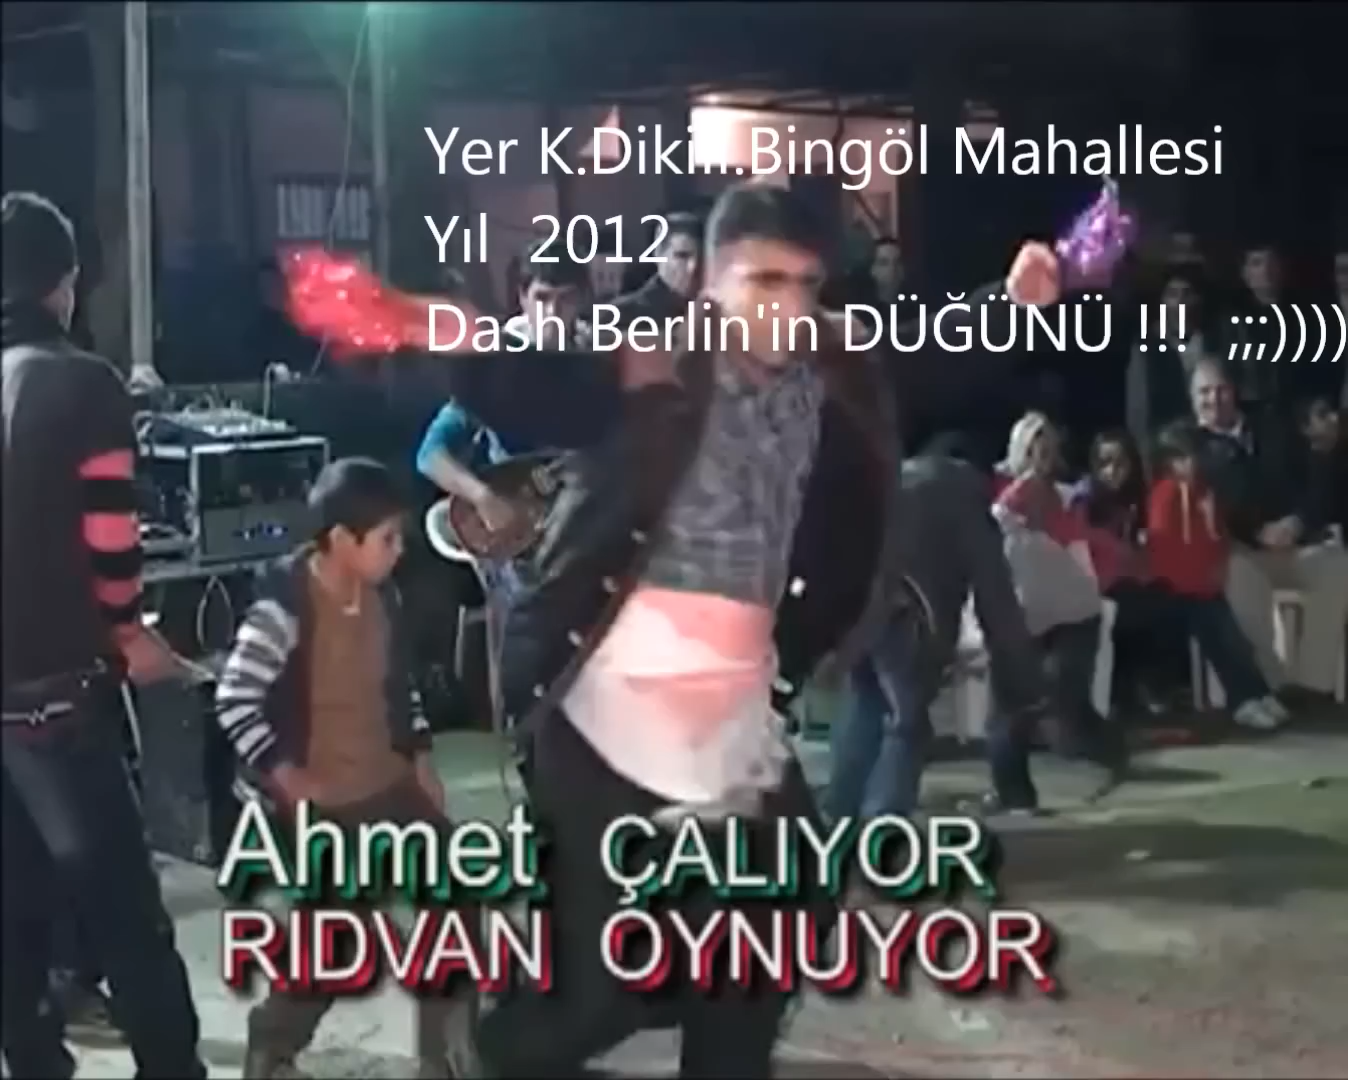 Yer K.Dikili.Bingöl Mahallesi
Yıl 2012
Dash Berlin'in DÜĞÜNÜ !!! ;;;))))
Ahmet ÇALIYOR
RIDVAN OYNUYOR